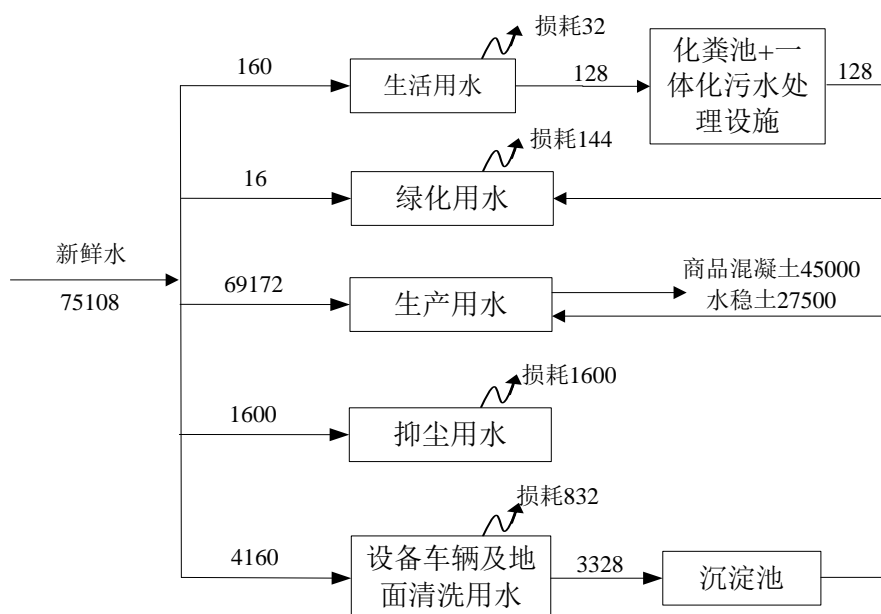 损耗32
160
生活用水
128
化粪池+一
体化污水处
理设施
128
损耗144
16
绿化用水
新鲜水
75108
69172
生产用水
商品混凝土45000
水稳土27500
损耗1600
1600
抑尘用水
损耗832
4160
设备车辆及地
面清洗用水
3328
沉淀池